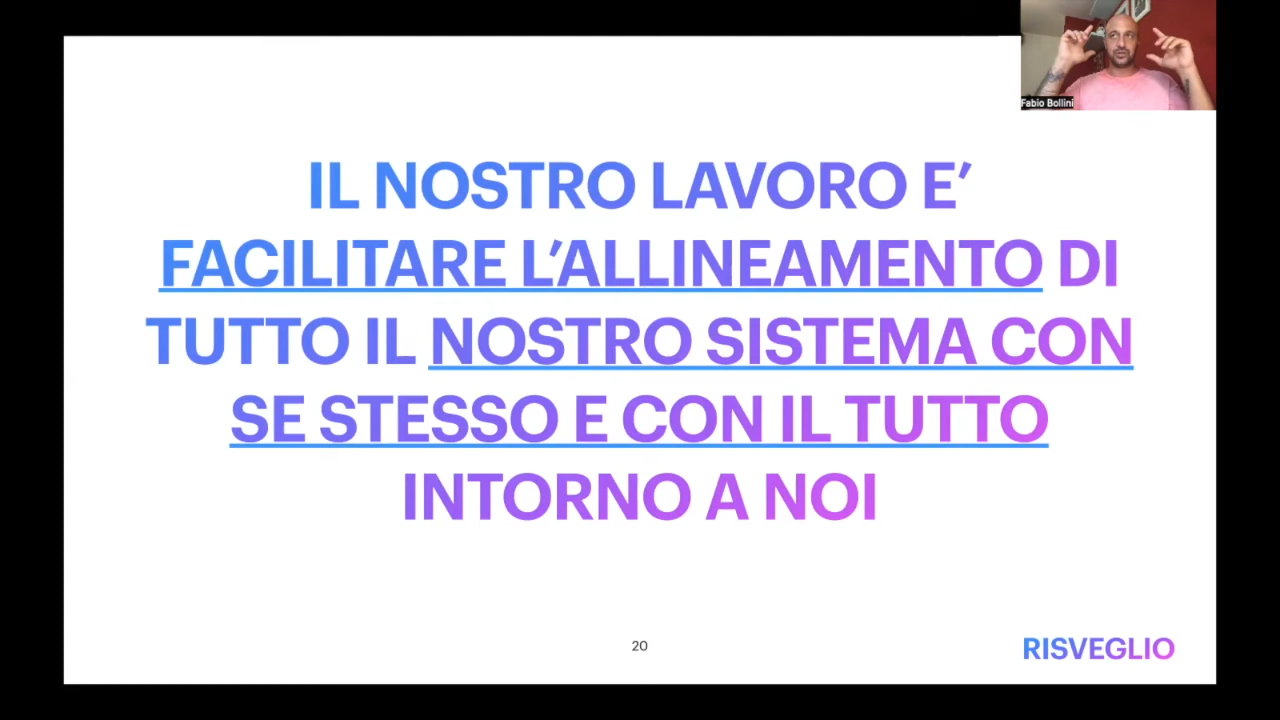 Fabio Bollini
IL NOSTRO LAVORO E’
FACILITARE L’ALLINEAMENTO DI
TUTTO IL NOSTRO SISTEMA CON
SE STESSO E CON IL TUTTO
INTORNO A NOI
20
RISVEGLIO